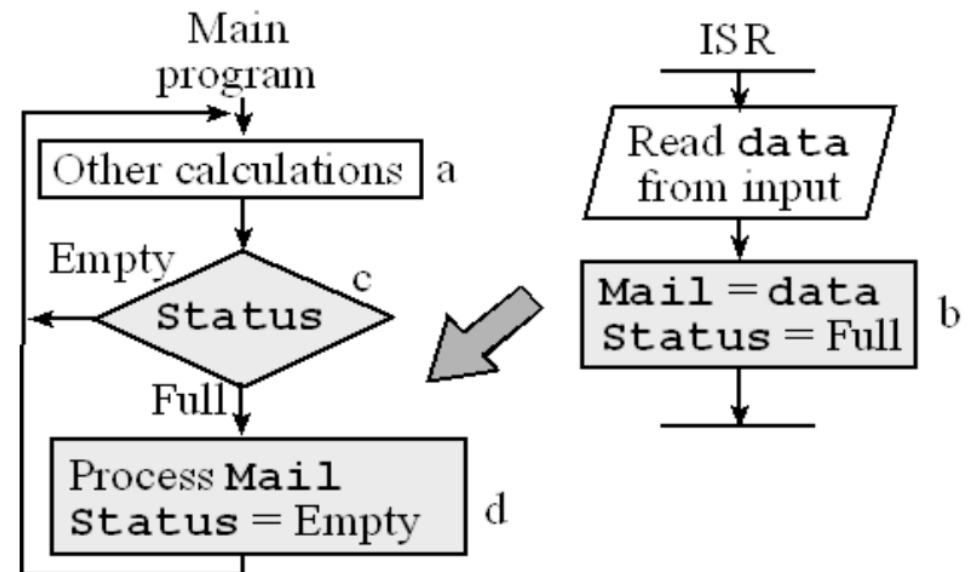 Main
program
Other calculations
a
Empty
c
Status
Full
Process Mail
Status = Empty
d
ISR
Read data
from input
Mail = data
Status = Full
b